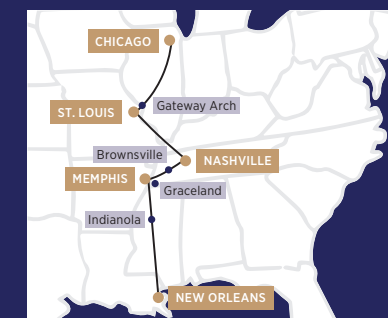 CHICAGO
Gateway Arch
ST. LOUIS
Brownsville
NASHVILLE
MEMPHIS
Graceland
Indianola
NEW ORLEANS